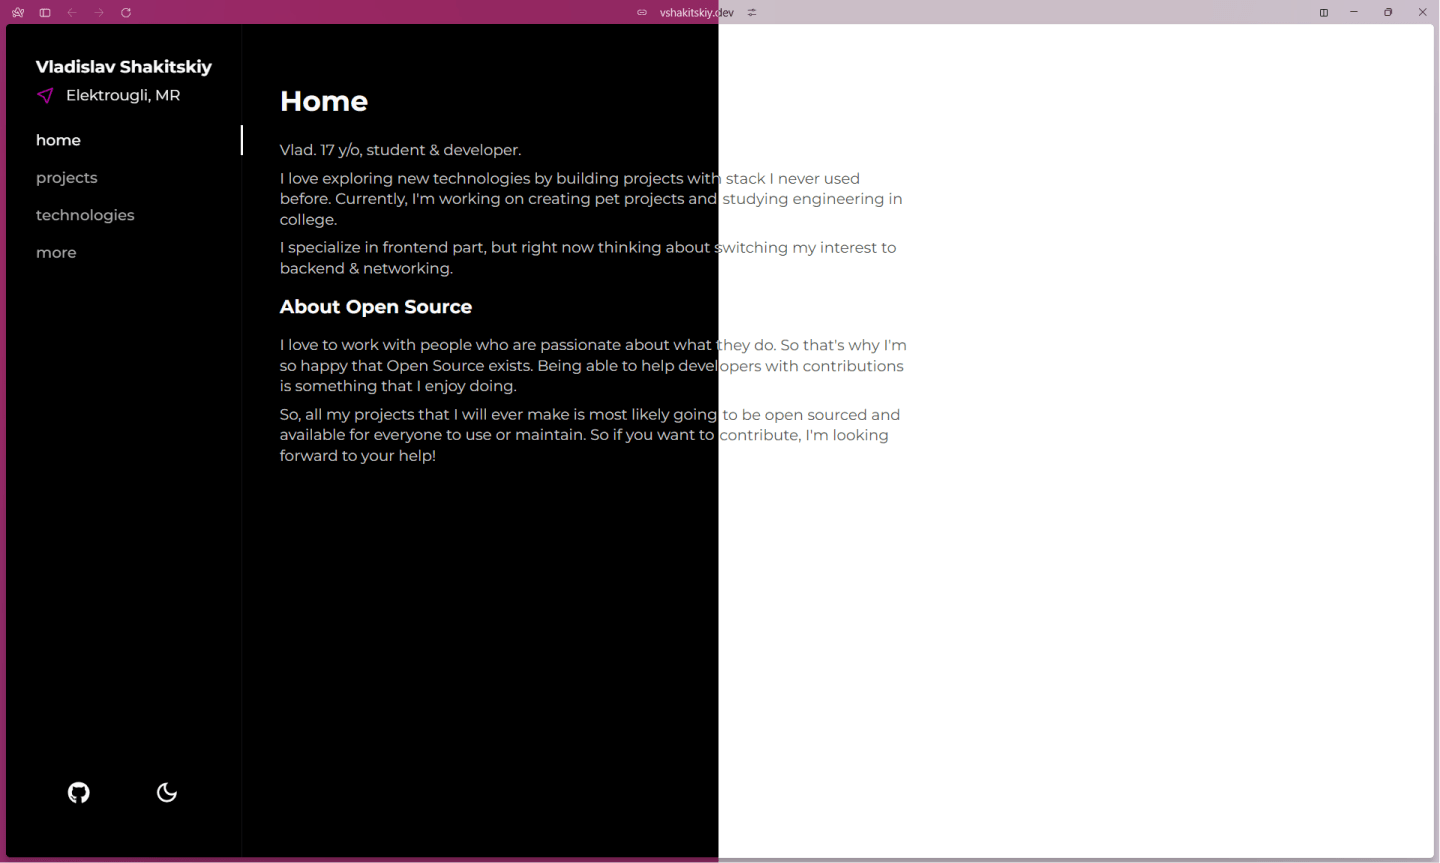 vshakitskiy.dev
Vladislav Shakitskiy
Elektrougli, MR
home
projects
technologies
more
Home
Vlad. 17 y/o, student & developer.
I love exploring new technologies by building projects with stack I never used
before. Currently, I'm working on creating pet projects and studying engineering in
college.
I specialize in frontend part, but right now thinking about switching my interest to
backend & networking.
About Open Source
I love to work with people who are passionate about what they do. So that's why I'm
so happy that Open Source exists. Being able to help developers with contributions
is something that I enjoy doing.
So, all my projects that I will ever make is most likely going to be open sourced and
available for everyone to use or maintain. So if you want to contribute, I'm looking
forward to your help!